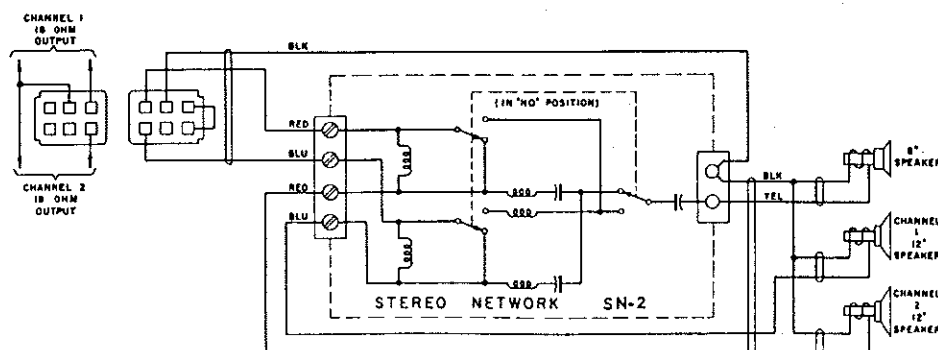 CHANNEL 1
16 OHM
OUTPUT
BLK
(IN "NO" POSITION)
RED
BLU
RED
BLU
CHANNEL 2
16 OHM
OUTPUT
8"
SPEAKER
BLK
YEL
CHANNEL
1
12"
SPEAKER
CHANNEL
2
12"
SPEAKER
STEREO NETWORK SN-2